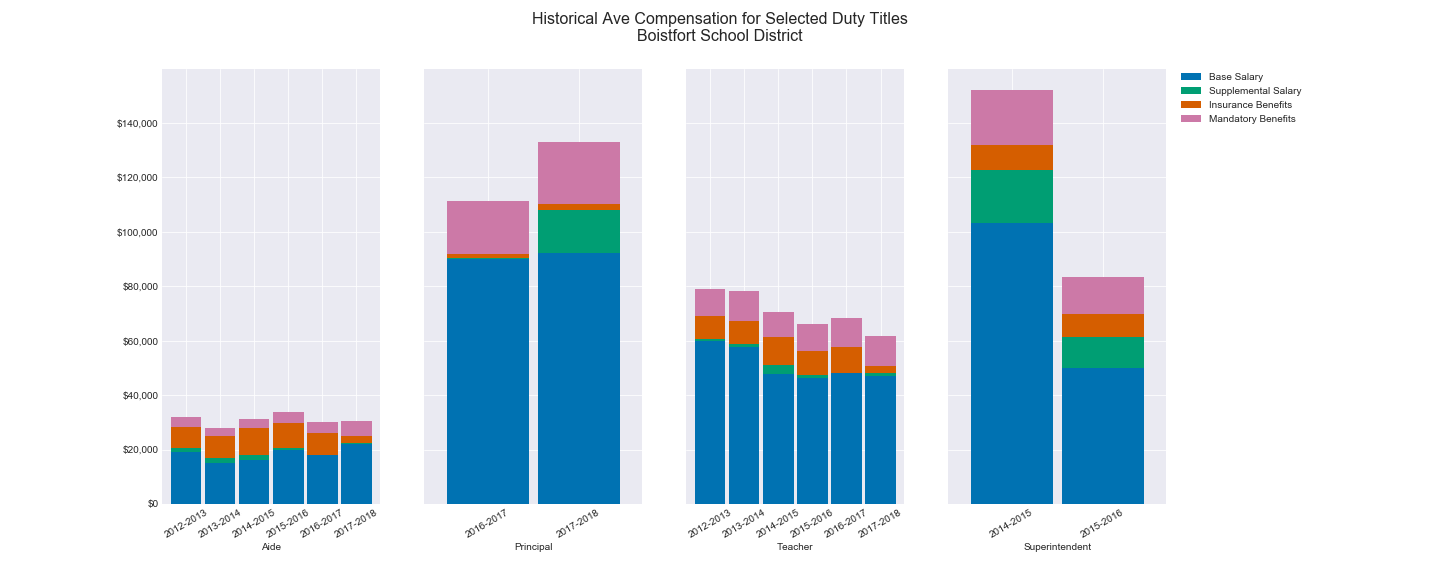 Historical Ave Compensation for Selected Duty Titles
Boistfort School District
Base Salary
Supplemental Salary
Insurance Benefits
Mandatory Benefits
$140,000
$120,000
$100,000
$80,000
$60,000
$40,000
$20,000
$0
2012-2013 2013-2014 2014-2015 2015-2016 2016-2017 2017-2018
Aide
2016-2017 2017-2018
Principal
2012-2013 2013-2014 2014-2015 2015-2016 2016-2017 2017-2018
Teacher
2014-2015 2015-2016
Superintendent